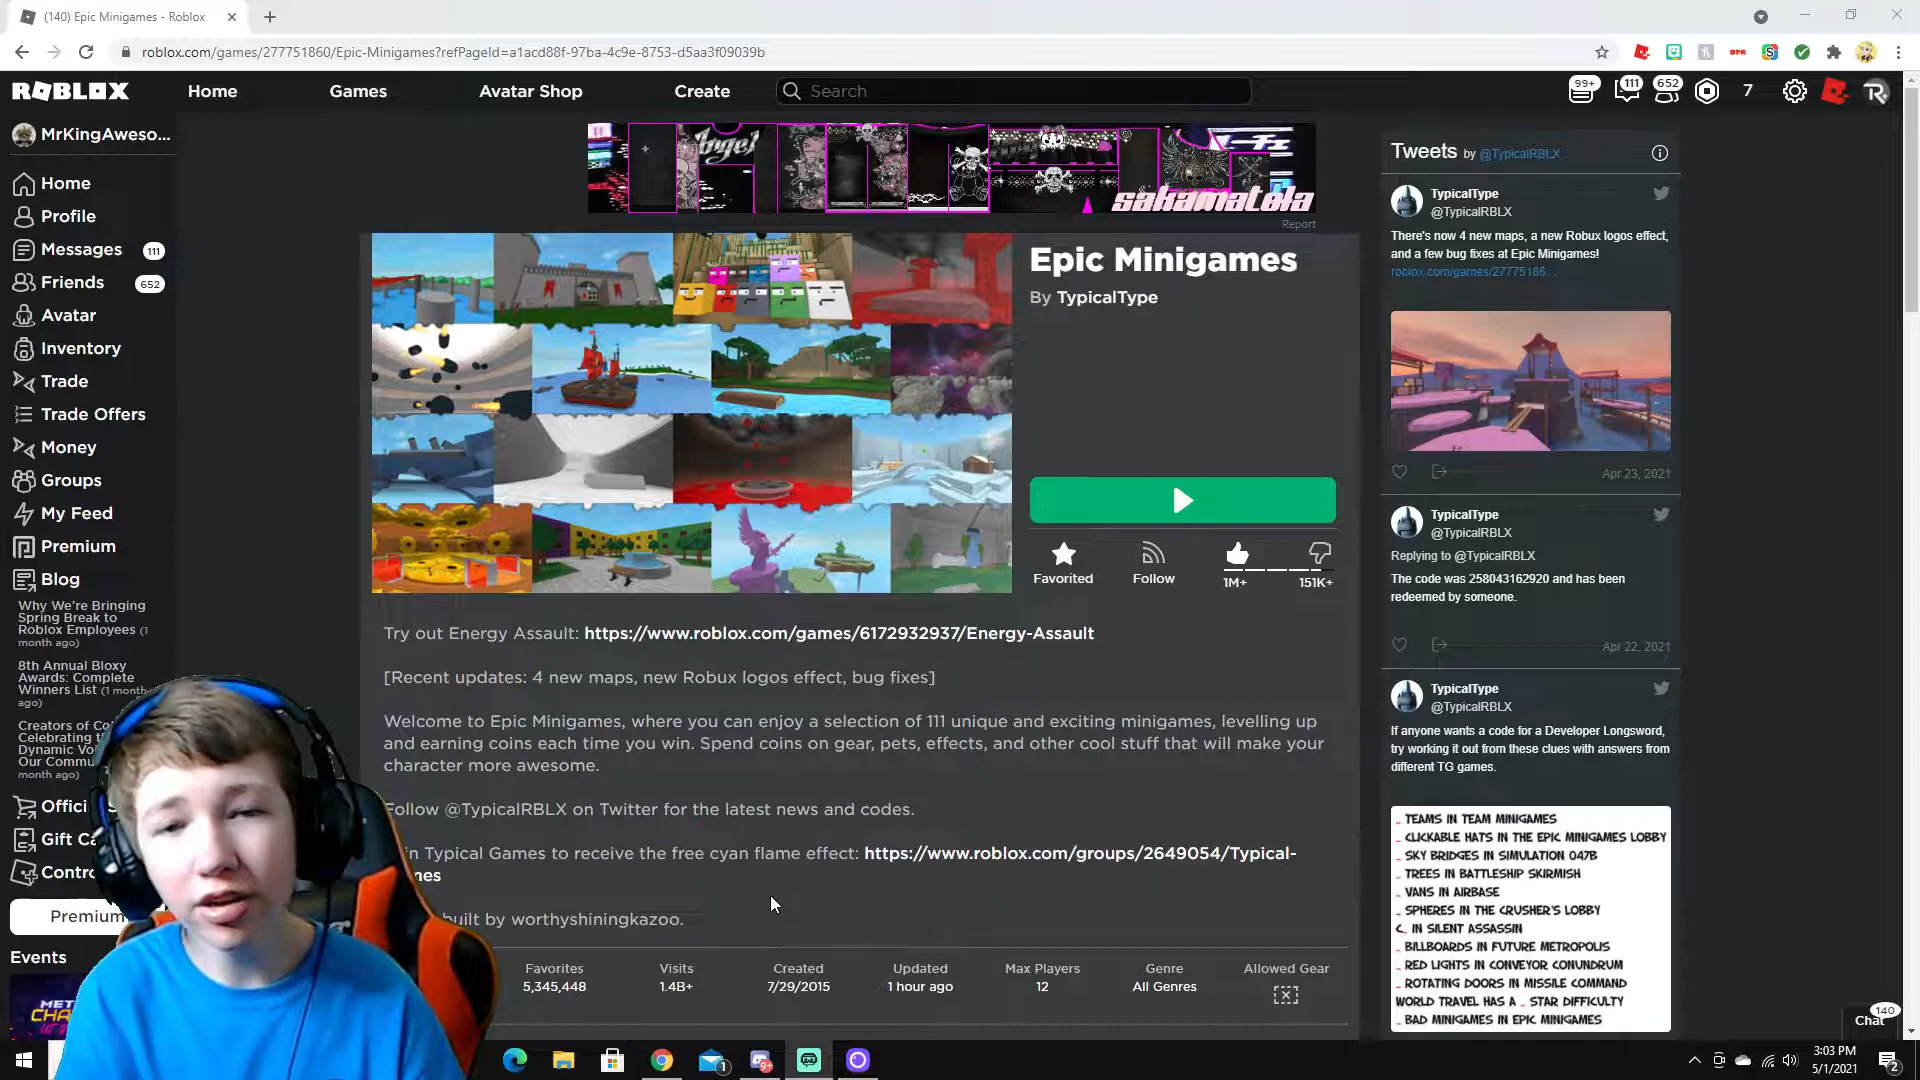 (140) Epic Minigames - Roblox
roblox.com/games/277751860/Epic-Minigames?refPageId=a1acd88f-97ba-4c9e-8753-d5aa3f09039b
ROBLOX
Home
Games
Avatar Shop
Create
Search
99+
111
652
7
MrKingAweso...
Home
Profile
Messages 111
Friends 652
Avatar
Inventory
Trade
Trade Offers
Money
Groups
My Feed
Premium
Blog
Why We're Bringing
Spring Break to
Roblox Employees (1
month ago)
8th Annual Bloxy
Awards: Complete
Winners List (1 month
ago)
Creators of
Celebrating
Dynamic
Our
month ago)
Gift
Premium
Events
Angel
sakamatola
Report
Epic Minigames
By TypicalType
Favorited
Follow
1M+
151K+
Try out Energy Assault: https://www.roblox.com/games/6172932937/Energy-Assault
[Recent updates: 4 new maps, new Robux logos effect, bug fixes]
Welcome to Epic Minigames, where you can enjoy a selection of 111 unique and exciting minigames, levelling up
and earning coins each time you win. Spend coins on gear, pets, effects, and other cool stuff that will make your
character more awesome.
Follow @TypicalRBLX on Twitter for the latest news and codes.
Typical Games to receive the free cyan flame effect: https://www.roblox.com/groups/2649054/Typical-
by worthyshiningkazoo.
Favorites
5,345,448
Visits
1.4B+
Created
7/29/2015
Updated
1 hour ago
Max Players
12
Genre
All Genres
Allowed Gear
Tweets by @TypicalRBLX
TypicalType
@TypicalRBLX
There's now 4 new maps, a new Robux logos effect,
and a few bug fixes at Epic Minigames!
roblox.com/games/27775186...
Apr 23, 2021
TypicalType
@TypicalRBLX
Replying to @TypicalRBLX
The code was 258043162920 and has been
redeemed by someone.
Apr 22, 2021
TypicalType
@TypicalRBLX
If anyone wants a code for a Developer Longsword,
try working it out from these clues with answers from
different TG games.
_ TEAMS IN TEAM MINIGAMES
_ CLICKABLE HATS IN THE EPIC MINIGAMES LOBBY
_ SKY BRIDGES IN SIMULATION 047B
_ TREES IN BATTLESHIP SKIRMISH
_ VANS IN AIRBASE
_ SPHERES IN THE CRUSHER'S LOBBY
C_ IN SILENT ASSASSIN
_ BILLBOARDS IN FUTURE METROPOLIS
_ RED LIGHTS IN CONVEYOR CONUNDRUM
_ ROTATING DOORS IN MISSILE COMMAND
WORLD TRAVEL HAS A _ STAR DIFFICULTY
_ BAD MINIGAMES IN EPIC MINIGAMES
Chat
140
3:03 PM
5/1/2021